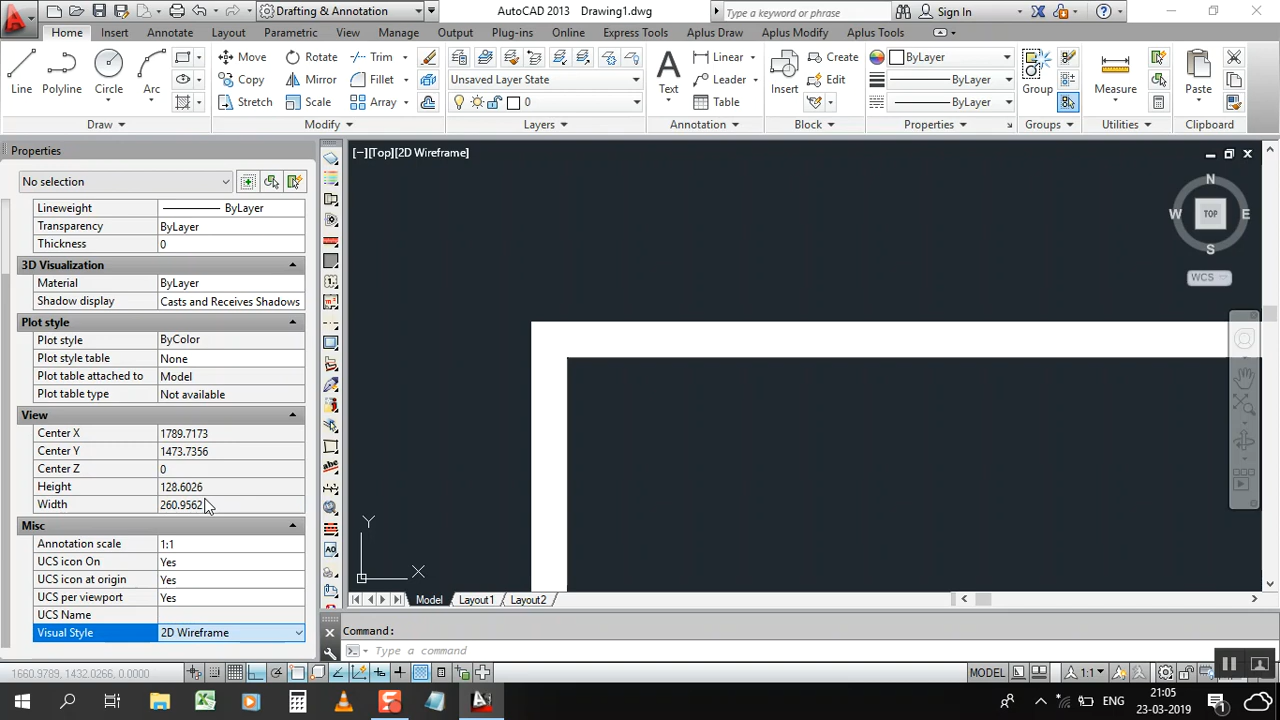 Drafting & Annotation
AutoCAD 2013 Drawing1.dwg
Type a keyword or phrase
Sign In
Home Insert Annotate Layout Parametric View Manage Output Plug-ins Online Express Tools Aplus Draw Aplus Modify Aplus Tools
Move Rotate Trim
Unsaved Layer State
Linear
Create
ByLayer
Line Polyline Circle Arc
Copy Mirror Fillet
Text
Leader
Insert
Edit
ByLayer
Group
Measure
Paste
Stretch Scale Array
0
Table
ByLayer
Draw Modify Layers Annotation Block Properties Groups Utilities Clipboard
Properties
No selection
Lineweight ByLayer
Transparency ByLayer
Thickness 0
3D Visualization
Material ByLayer
Shadow display Casts and Receives Shadows
Plot style
Plot style ByColor
Plot style table None
Plot table attached to Model
Plot table type Not available
View
Center X 1789.7173
Center Y 1473.7356
Center Z 0
Height 128.6026
Width 260.9562
Misc
Annotation scale 1:1
UCS icon On Yes
UCS icon at origin Yes
UCS per viewport Yes
UCS Name
Visual Style 2D Wireframe
[−][Top][2D Wireframe]
N
W TOP E
S
WCS
Y
X
Model Layout1 Layout2
Command:
Type a command
1660.9789, 1432.0266, 0.0000
MODEL
1:1
ENG
21:05
23-03-2019